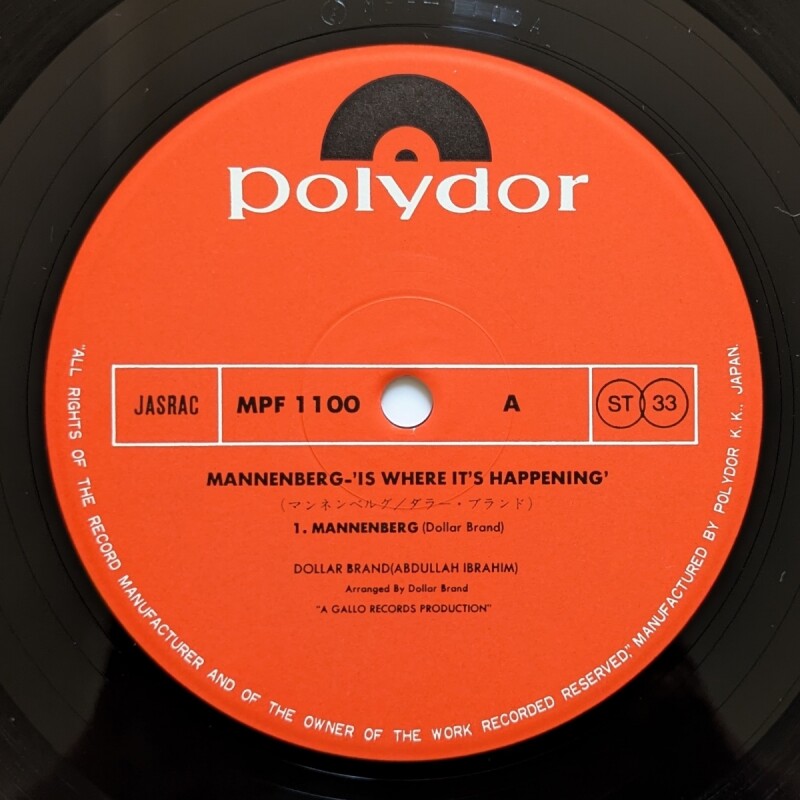 polydor
JASRAC MPF 1100 A ST 33
MANNENBERG-'IS WHERE IT'S HAPPENING'
(マンネンベルグ/ダラー・ブランド)
1. MANNENBERG (Dollar Brand)
DOLLAR BRAND(ABDULLAH IBRAHIM)
Arranged By Dollar Brand
"A GALLO RECORDS PRODUCTION"
"ALL RIGHTS OF THE RECORD MANUFACTURER AND OF THE OWNER OF THE WORK RECORDED RESERVED," MANUFACTURED BY POLYDOR K.K., JAPAN.